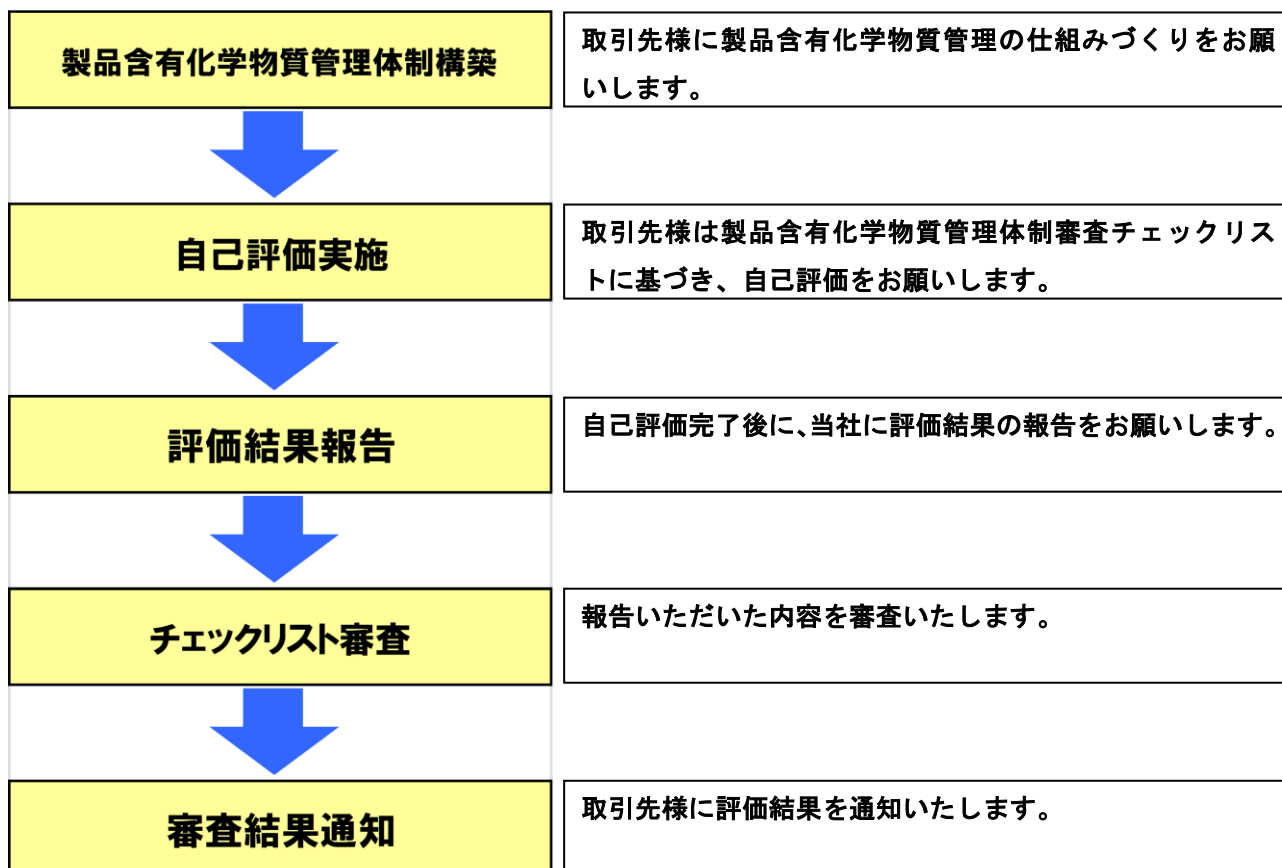 製品含有化学物質管理体制構築
取引先様に製品含有化学物質管理の仕組みづくりをお願
いします。
自己評価実施
取引先様は製品含有化学物質管理体制審査チェックリス
トに基づき、自己評価をお願いします。
評価結果報告
自己評価完了後に、当社に評価結果の報告をお願いします。
チェックリスト審査
報告いただいた内容を審査いたします。
審査結果通知
取引先様に評価結果を通知いたします。